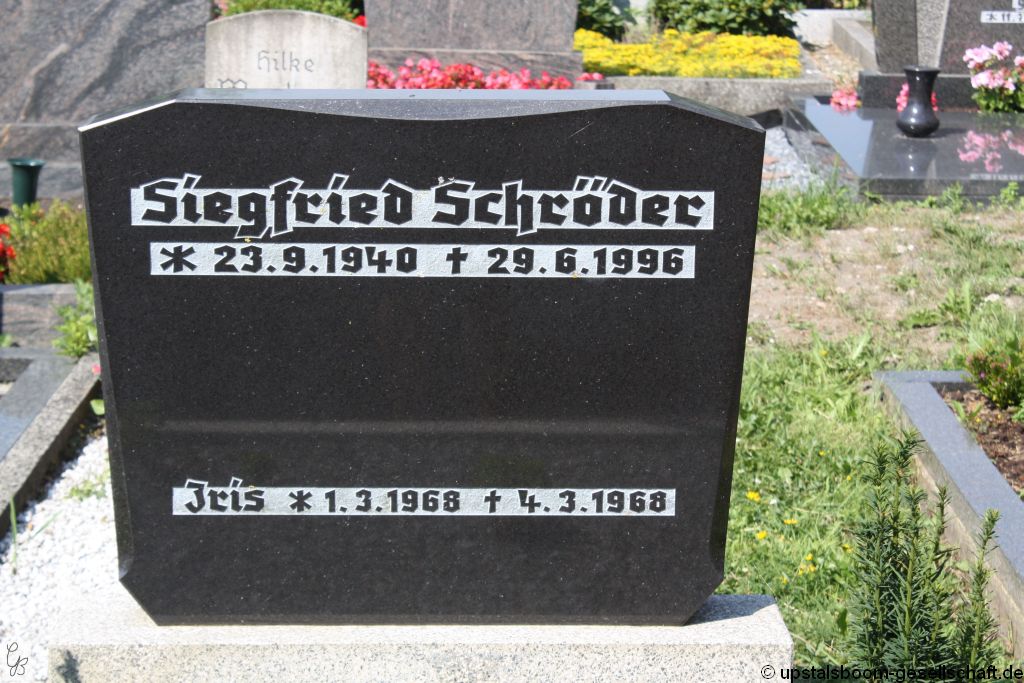 Hilke
Siegfried Schröder
* 23.9.1940 † 29.6.1996
Iris * 1.3.1968 † 4.3.1968
GB
© upstalsboom-gesellschaft.de